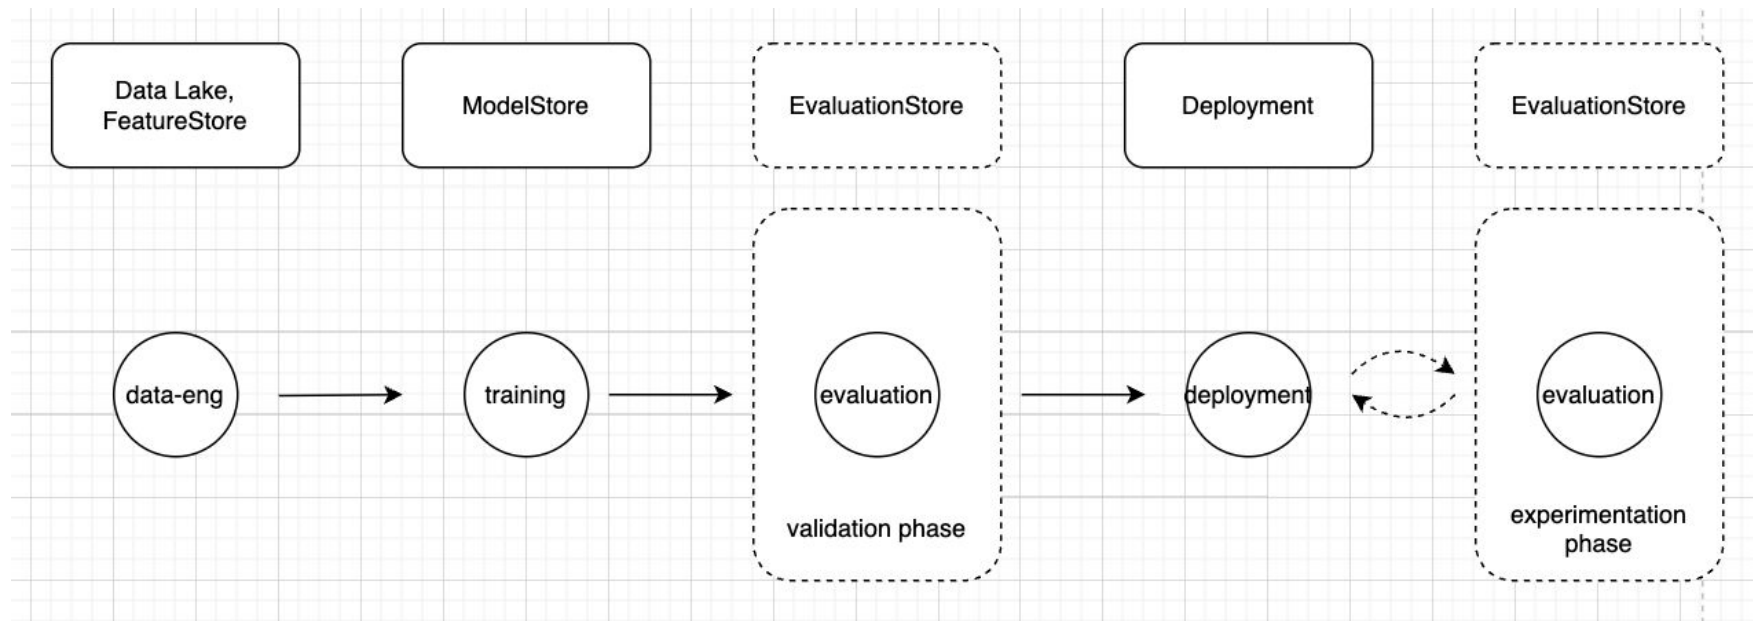 Data Lake,
FeatureStore
ModelStore
EvaluationStore
Deployment
EvaluationStore
data-eng
training
evaluation
deployment
evaluation
validation phase
experimentation
phase